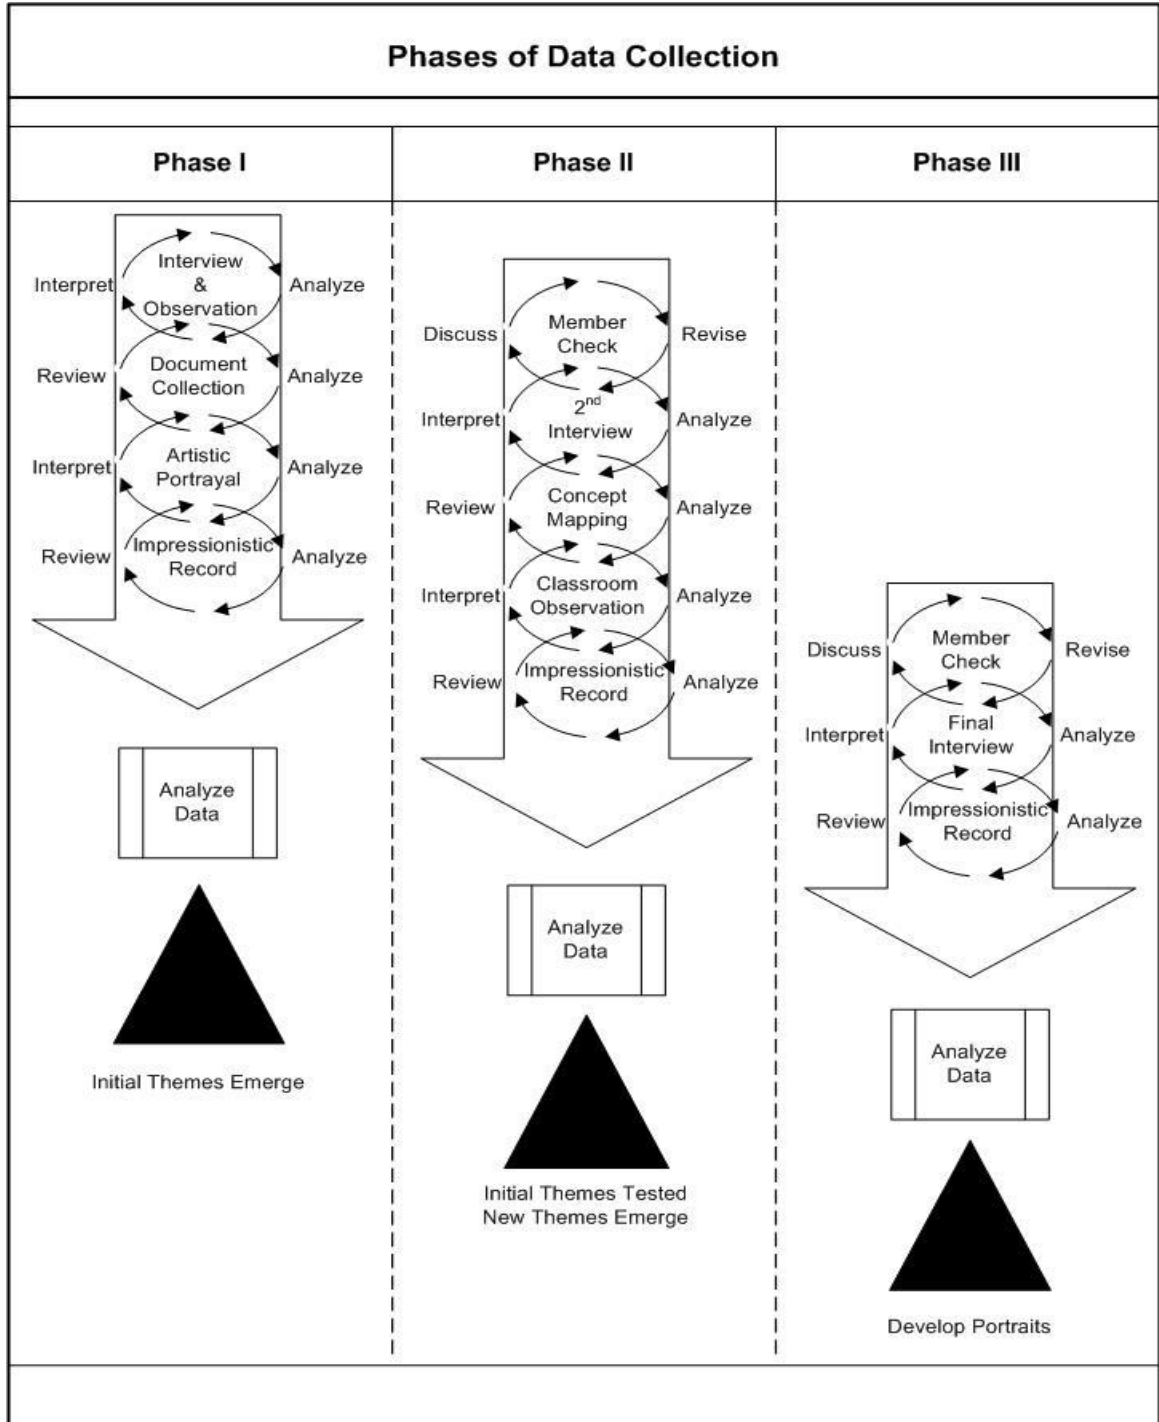 Phases of Data Collection
Phase I
Phase II
Phase III
Interview
&
Observation
Interpret
Analyze
Document
Collection
Review
Analyze
Artistic
Portrayal
Interpret
Analyze
Impressionistic
Record
Review
Analyze
Analyze
Data
Initial Themes Emerge
Member
Check
Discuss
Revise
2nd
Interview
Interpret
Analyze
Concept
Mapping
Review
Analyze
Classroom
Observation
Interpret
Analyze
Impressionistic
Record
Review
Analyze
Analyze
Data
Initial Themes Tested
New Themes Emerge
Member
Check
Discuss
Revise
Final
Interview
Interpret
Analyze
Impressionistic
Record
Review
Analyze
Analyze
Data
Develop Portraits